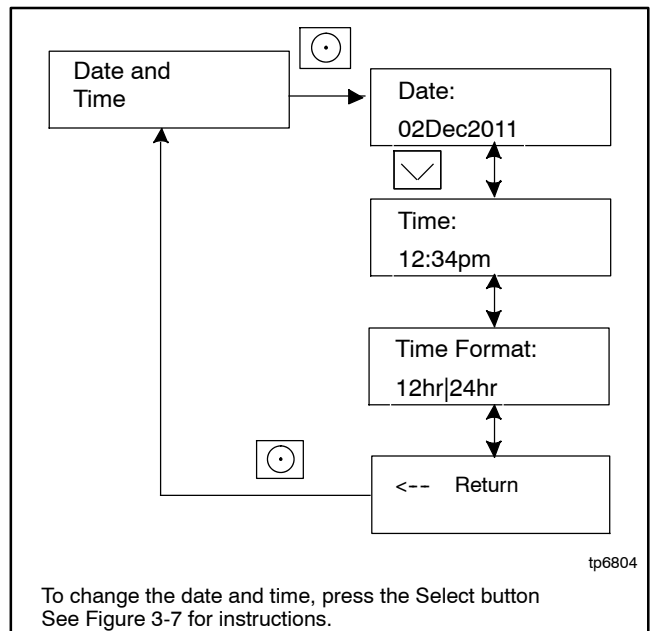 Date and
Time
Date:
02Dec2011
Time:
12:34pm
Time Format:
12hr|24hr
<-- Return
tp6804
To change the date and time, press the Select button
See Figure 3-7 for instructions.